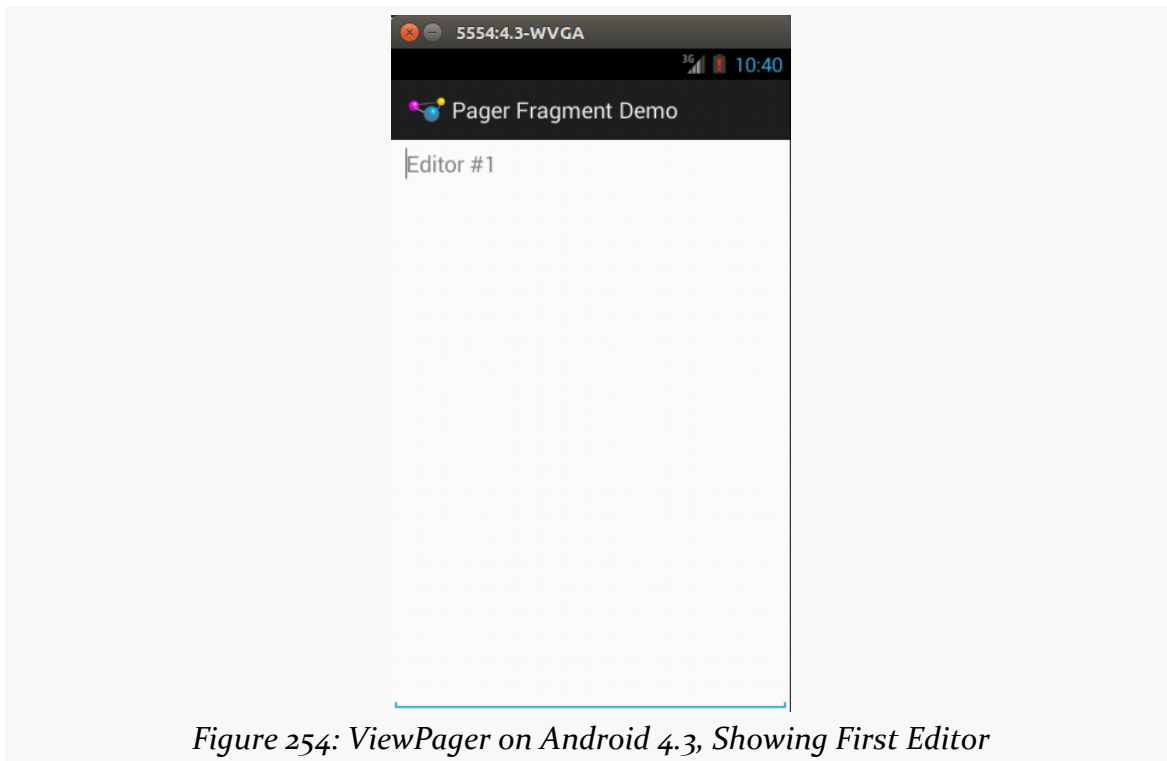 5554:4.3-WVGA
3G 10:40
Pager Fragment Demo
Editor #1
Figure 254: ViewPager on Android 4.3, Showing First Editor